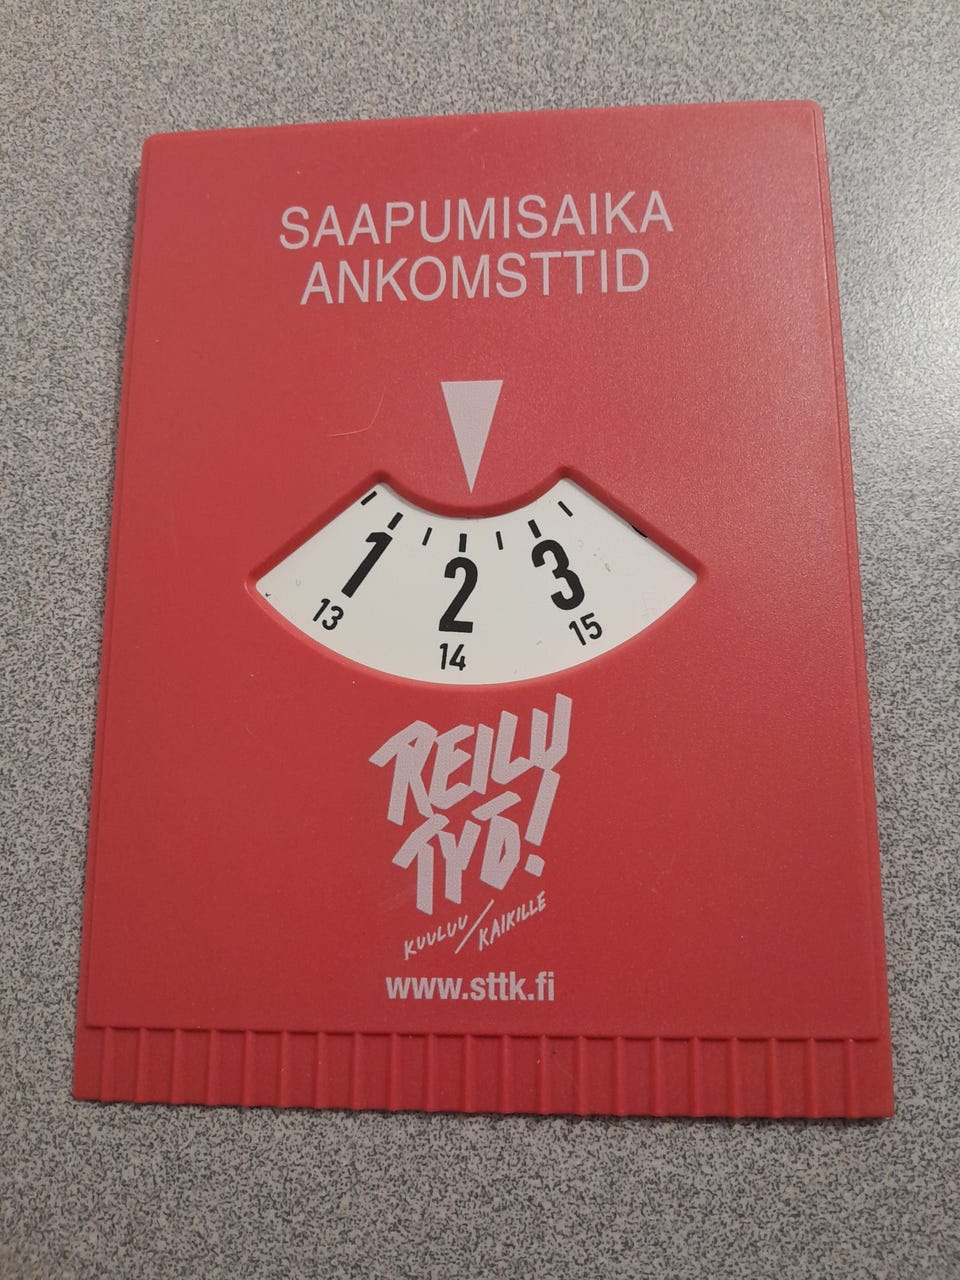 SAAPUMISAIKA
ANKOMSTTID
1 2 3
13 14 15
REILU
TYÖ!
KUULUU/KAIKILLE
www.sttk.fi